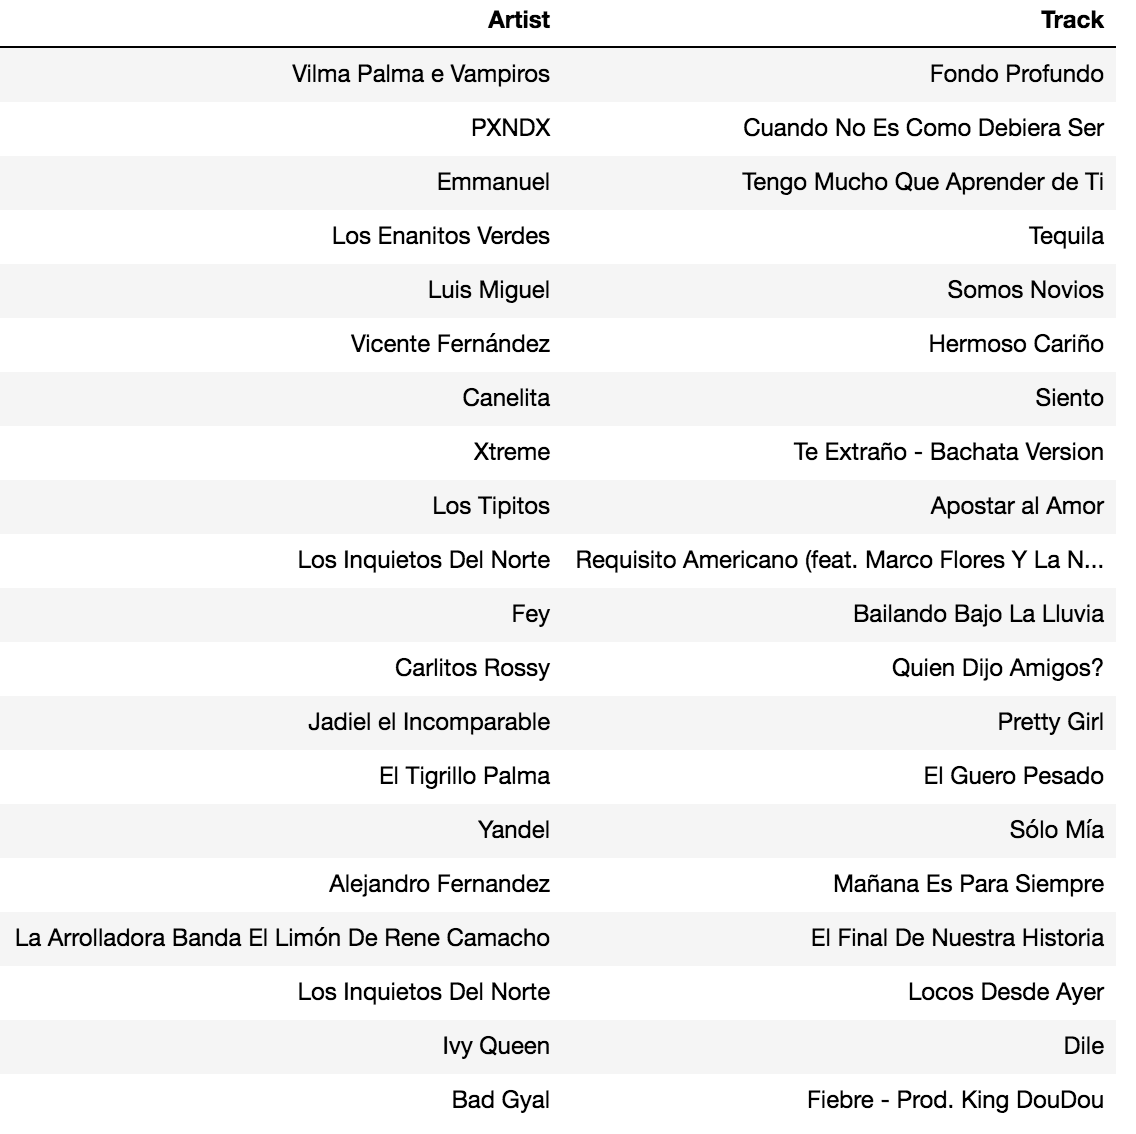 Artist Track
Vilma Palma e Vampiros Fondo Profundo
PXNDX Cuando No Es Como Debiera Ser
Emmanuel Tengo Mucho Que Aprender de Ti
Los Enanitos Verdes Tequila
Luis Miguel Somos Novios
Vicente Fernández Hermoso Cariño
Canelita Siento
Xtreme Te Extraño - Bachata Version
Los Tipitos Apostar al Amor
Los Inquietos Del Norte Requisito Americano (feat. Marco Flores Y La N...
Fey Bailando Bajo La Lluvia
Carlitos Rossy Quien Dijo Amigos?
Jadiel el Incomparable Pretty Girl
El Tigrillo Palma El Guero Pesado
Yandel Sólo Mía
Alejandro Fernandez Mañana Es Para Siempre
La Arrolladora Banda El Limón De Rene Camacho El Final De Nuestra Historia
Los Inquietos Del Norte Locos Desde Ayer
Ivy Queen Dile
Bad Gyal Fiebre - Prod. King DouDou